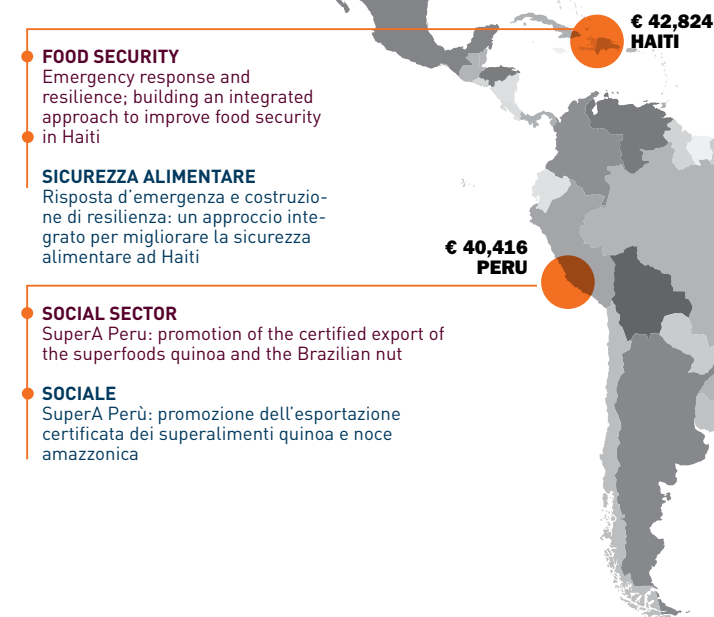 € 42,824
HAITI
FOOD SECURITY
Emergency response and
resilience; building an integrated
approach to improve food security
in Haiti
SICUREZZA ALIMENTARE
Risposta d'emergenza e costruzio-
ne di resilienza: un approccio inte-
grato per migliorare la sicurezza
alimentare ad Haiti
€ 40,416
PERU
SOCIAL SECTOR
SuperA Peru: promotion of the certified export of
the superfoods quinoa and the Brazilian nut
SOCIALE
SuperA Perù: promozione dell'esportazione
certificata dei superalimenti quinoa e noce
amazzonica